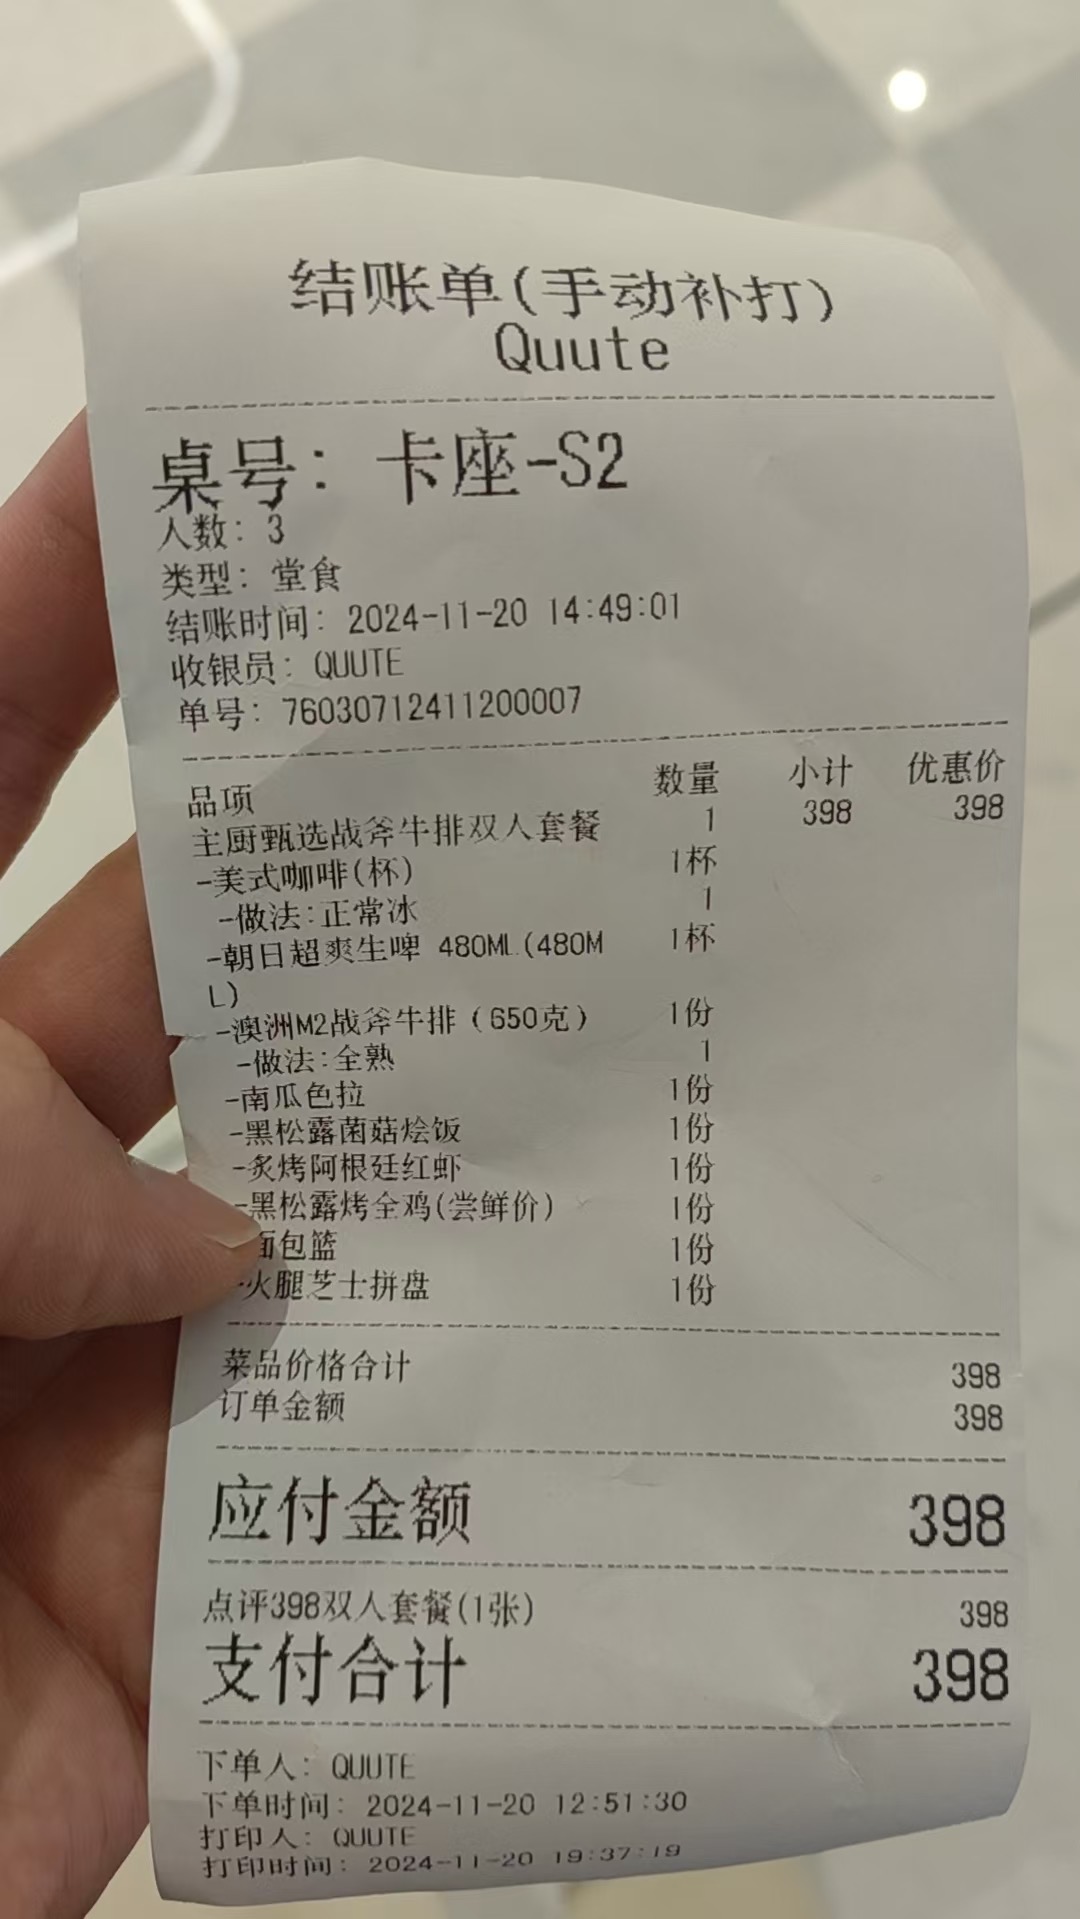 结账单(手动补打)
Quute
桌号: 卡座-S2
人数: 3
类型: 堂食
结账时间: 2024-11-20 14:49:01
收银员: QUUTE
单号: 76030712411200007
品项 数量 小计 优惠价
主厨甄选战斧牛排双人套餐 1 398 398
-美式咖啡(杯) 1杯
-做法:正常冰 1
-朝日超爽生啤 480ML(480M 1杯
L)
-澳洲M2战斧牛排（650克） 1份
-做法:全熟 1
-南瓜色拉 1份
-黑松露菌菇烩饭 1份
-炙烤阿根廷红虾 1份
-黑松露烤全鸡(尝鲜价) 1份
面包篮 1份
-火腿芝士拼盘 1份
菜品价格合计 398
订单金额 398
应付金额 398
点评398双人套餐(1张) 398
支付合计 398
下单人: QUUTE
下单时间: 2024-11-20 12:51:30
打印人: QUUTE
打印时间: 2024-11-20 19:37:19